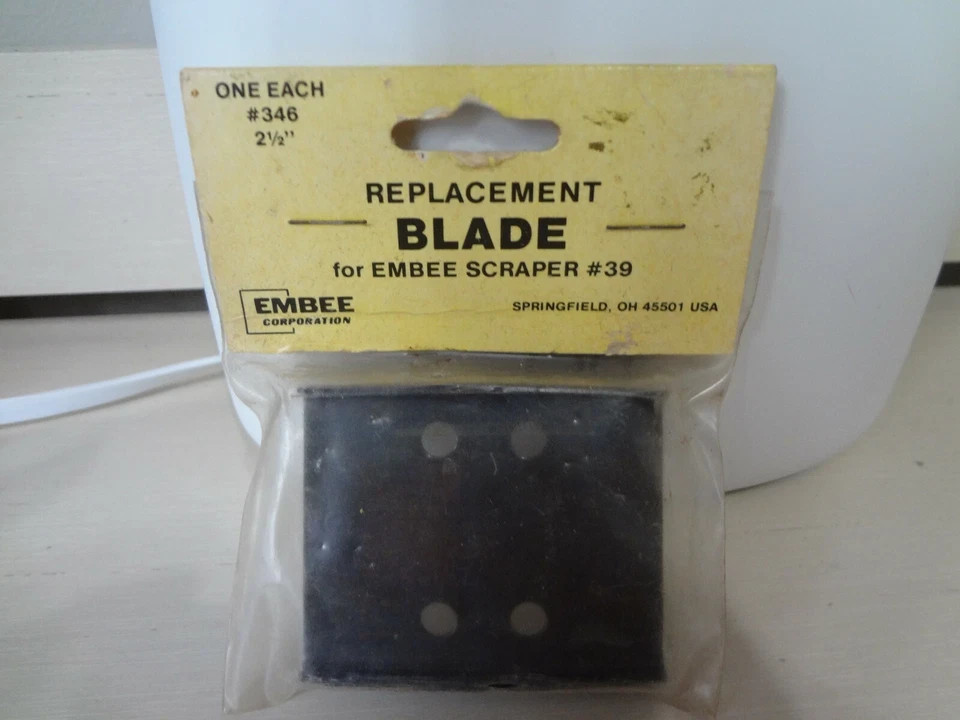 ONE EACH
#346
2½"
REPLACEMENT
BLADE
for EMBEE SCRAPER #39
EMBEE
CORPORATION
SPRINGFIELD, OH 45501 USA